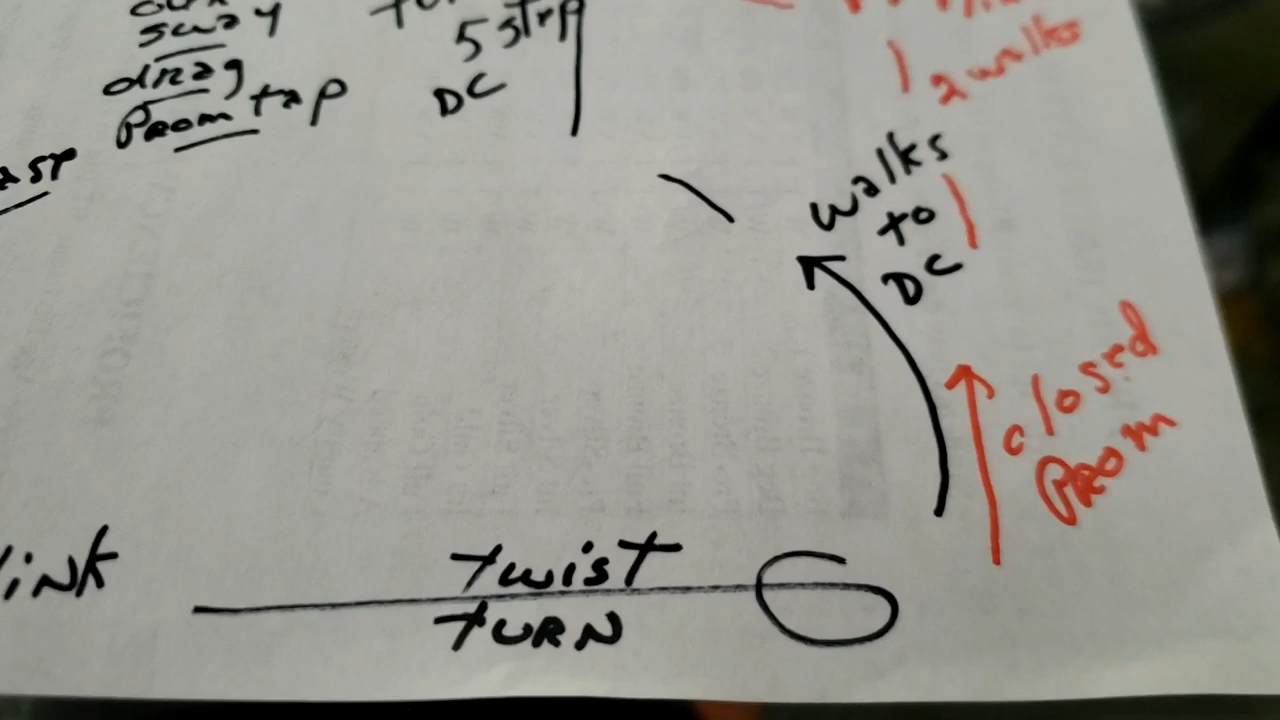 sway
drag
Prom tap
5 step
DC
2 walks
walks
to
DC
closed
Prom
link
twist
turn